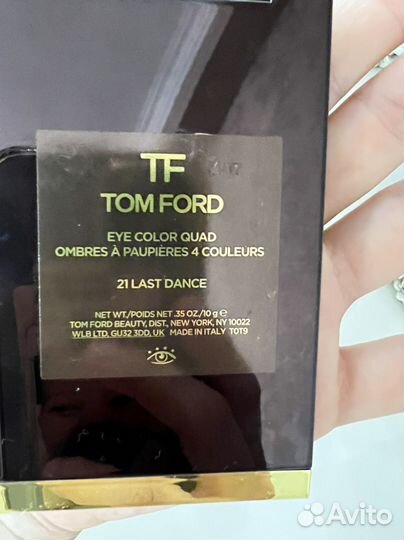 TF
TOM FORD
EYE COLOR QUAD
OMBRES À PAUPIÈRES 4 COULEURS
21 LAST DANCE
NET WT./POIDS NET .35 OZ./10 g ℮
TOM FORD BEAUTY, DIST., NEW YORK, NY 10022
WLB LTD, GU32 3DD, UK MADE IN ITALY T0T9
Avito